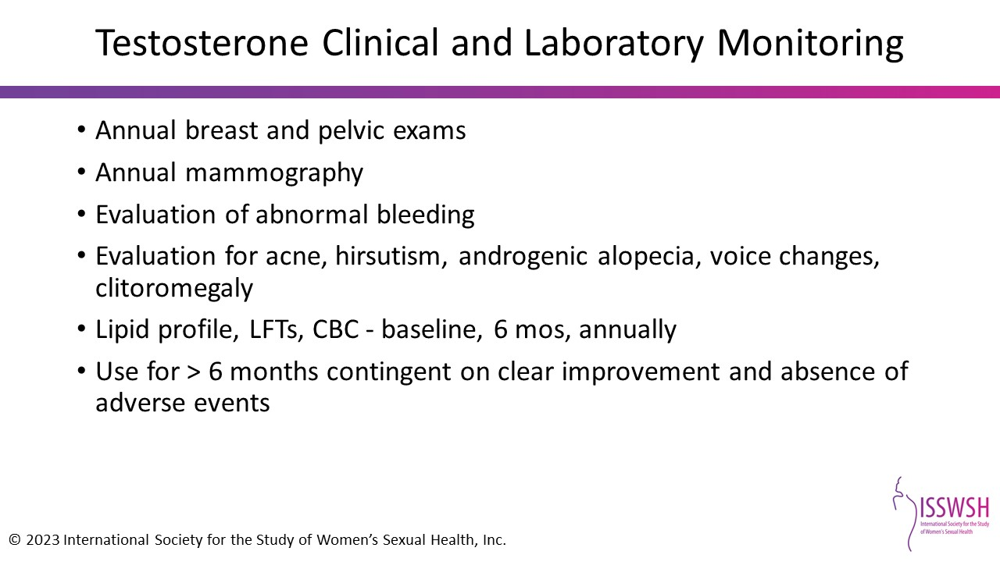 Testosterone Clinical and Laboratory Monitoring
• Annual breast and pelvic exams
• Annual mammography
• Evaluation of abnormal bleeding
• Evaluation for acne, hirsutism, androgenic alopecia, voice changes,
clitoromegaly
• Lipid profile, LFTs, CBC - baseline, 6 mos, annually
• Use for > 6 months contingent on clear improvement and absence of
adverse events
ISSWSH
International Society for the Study
of Women's Sexual Health
© 2023 International Society for the Study of Women’s Sexual Health, Inc.